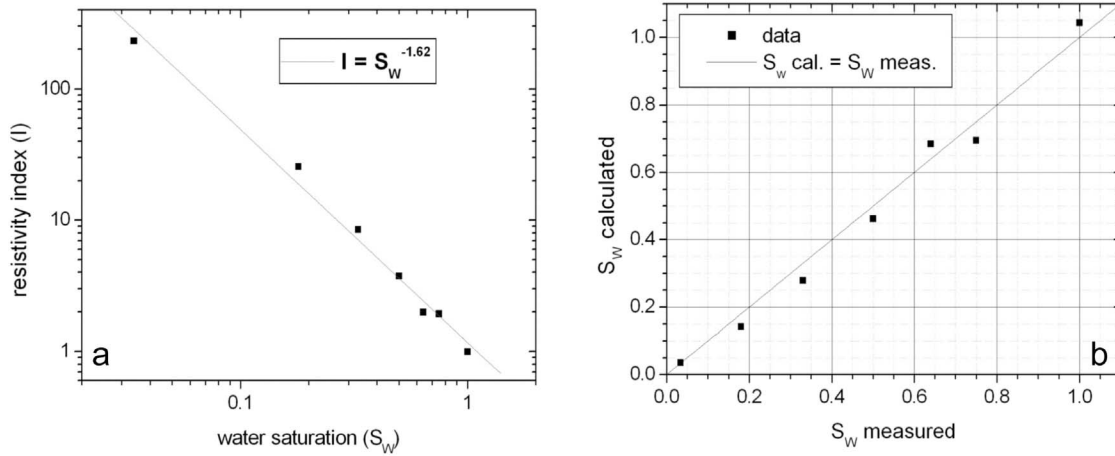 I = S_W^-1.62
resistivity index (I)
100
10
1
0.1
1
water saturation (S_W)
a
data
S_w cal. = S_W meas.
S_W calculated
1.0
0.8
0.6
0.4
0.2
0.0
0.0
0.2
0.4
0.6
0.8
1.0
S_W measured
b